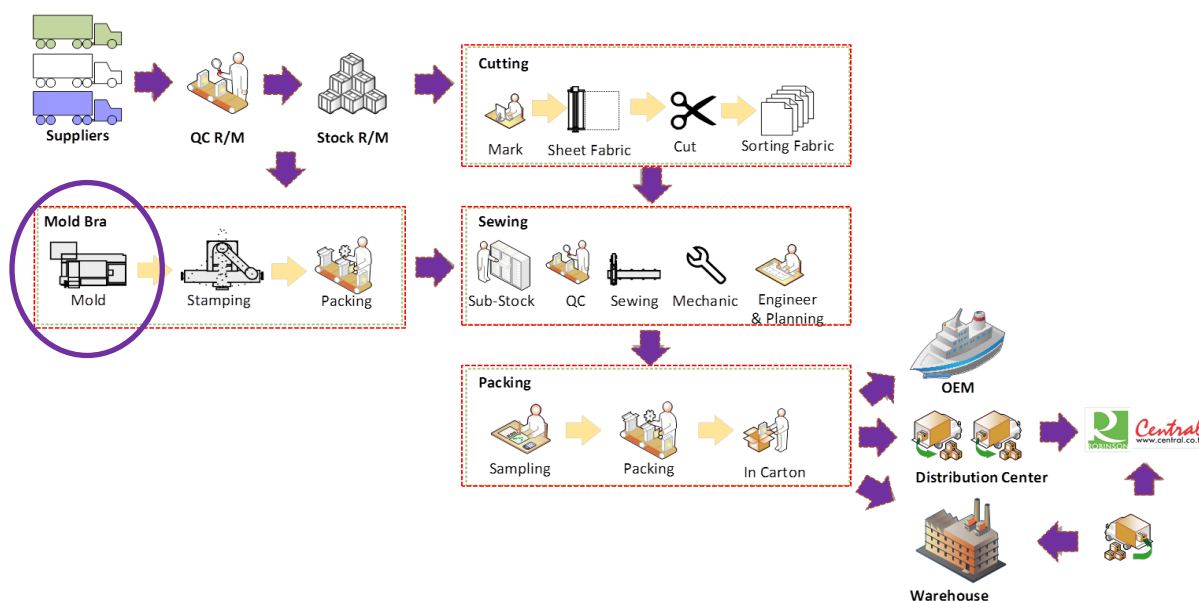 Suppliers
QC R/M
Stock R/M
Cutting
Mark
Sheet Fabric
Cut
Sorting Fabric
Mold Bra
Mold
Stamping
Packing
Sewing
Sub-Stock
QC
Sewing
Mechanic
Engineer
& Planning
Packing
Sampling
Packing
In Carton
OEM
Distribution Center
R
ROBINSON
Central
www.central.co.t
Warehouse